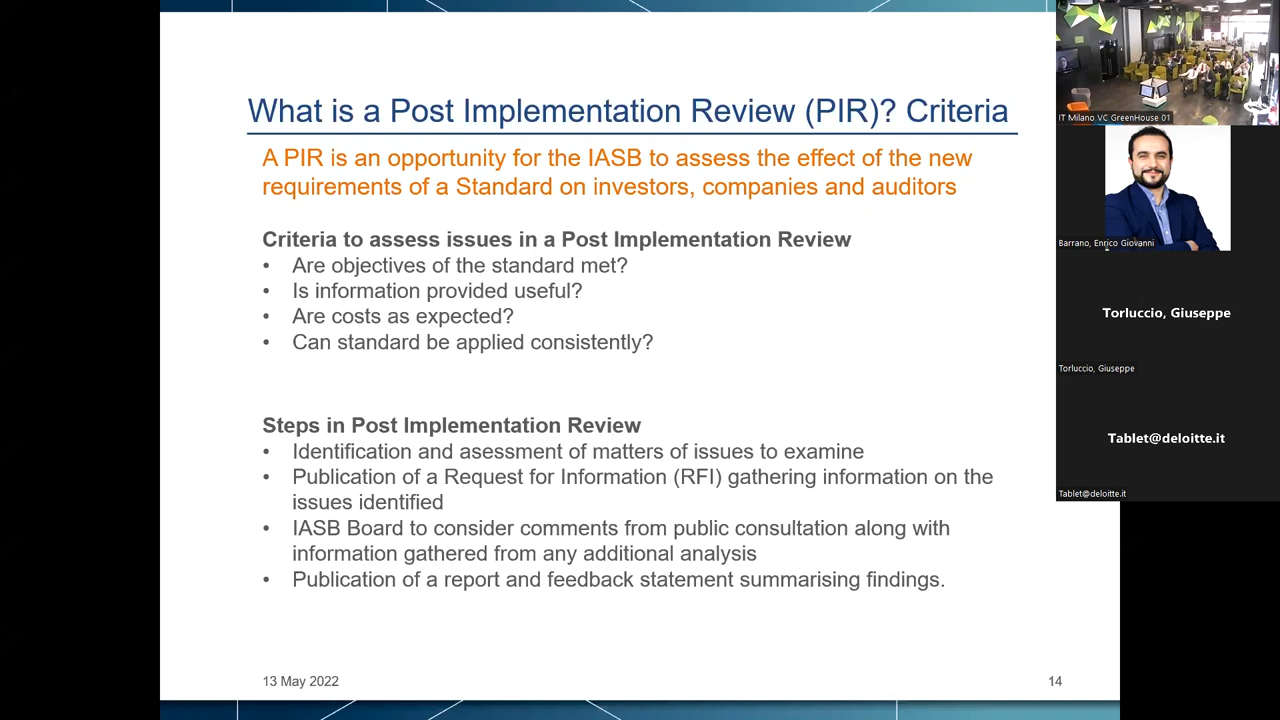 What is a Post Implementation Review (PIR)? Criteria
A PIR is an opportunity for the IASB to assess the effect of the new
requirements of a Standard on investors, companies and auditors
Criteria to assess issues in a Post Implementation Review
• Are objectives of the standard met?
• Is information provided useful?
• Are costs as expected?
• Can standard be applied consistently?
Steps in Post Implementation Review
• Identification and asessment of matters of issues to examine
• Publication of a Request for Information (RFI) gathering information on the
issues identified
• IASB Board to consider comments from public consultation along with
information gathered from any additional analysis
• Publication of a report and feedback statement summarising findings.
13 May 2022
14
IT Milano VC GreenHouse 01
Barrano, Enrico Giovanni
Torluccio, Giuseppe
Torluccio, Giuseppe
Tablet@deloitte.it
Tablet@deloitte.it